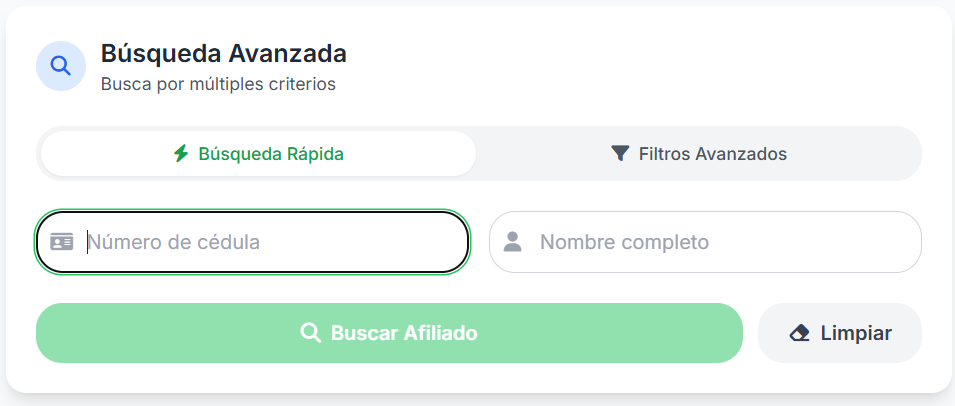 Búsqueda Avanzada
Busca por múltiples criterios
Búsqueda Rápida
Filtros Avanzados
Número de cédula
Nombre completo
Buscar Afiliado
Limpiar